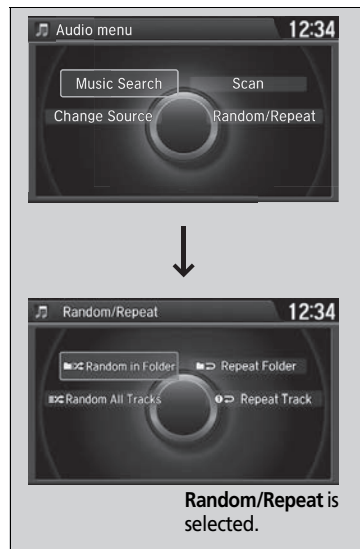 Audio menu 12:34
Music Search Scan
Change Source Random/Repeat
Random/Repeat 12:34
Random in Folder Repeat Folder
Random All Tracks Repeat Track
Random/Repeat is
selected.